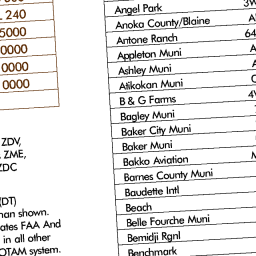 . 240
5000
0000
0000
0000
ZDV,
ZME,
ZDC
(DT)
han shown.
ates FAA And
in all other
OTAM system.
Angel Park
Anoka County/Blaine
Antone Ranch
64
Appleton Muni
Ashley Muni
Atikokan Muni
B & G Farms
Bagley Muni
Baker City Muni
Baker Muni
Bakko Aviation
Barnes County Muni
Baudette Intl
Beach
Belle Fourche Muni
Bemidji Rgnl
Benchmark